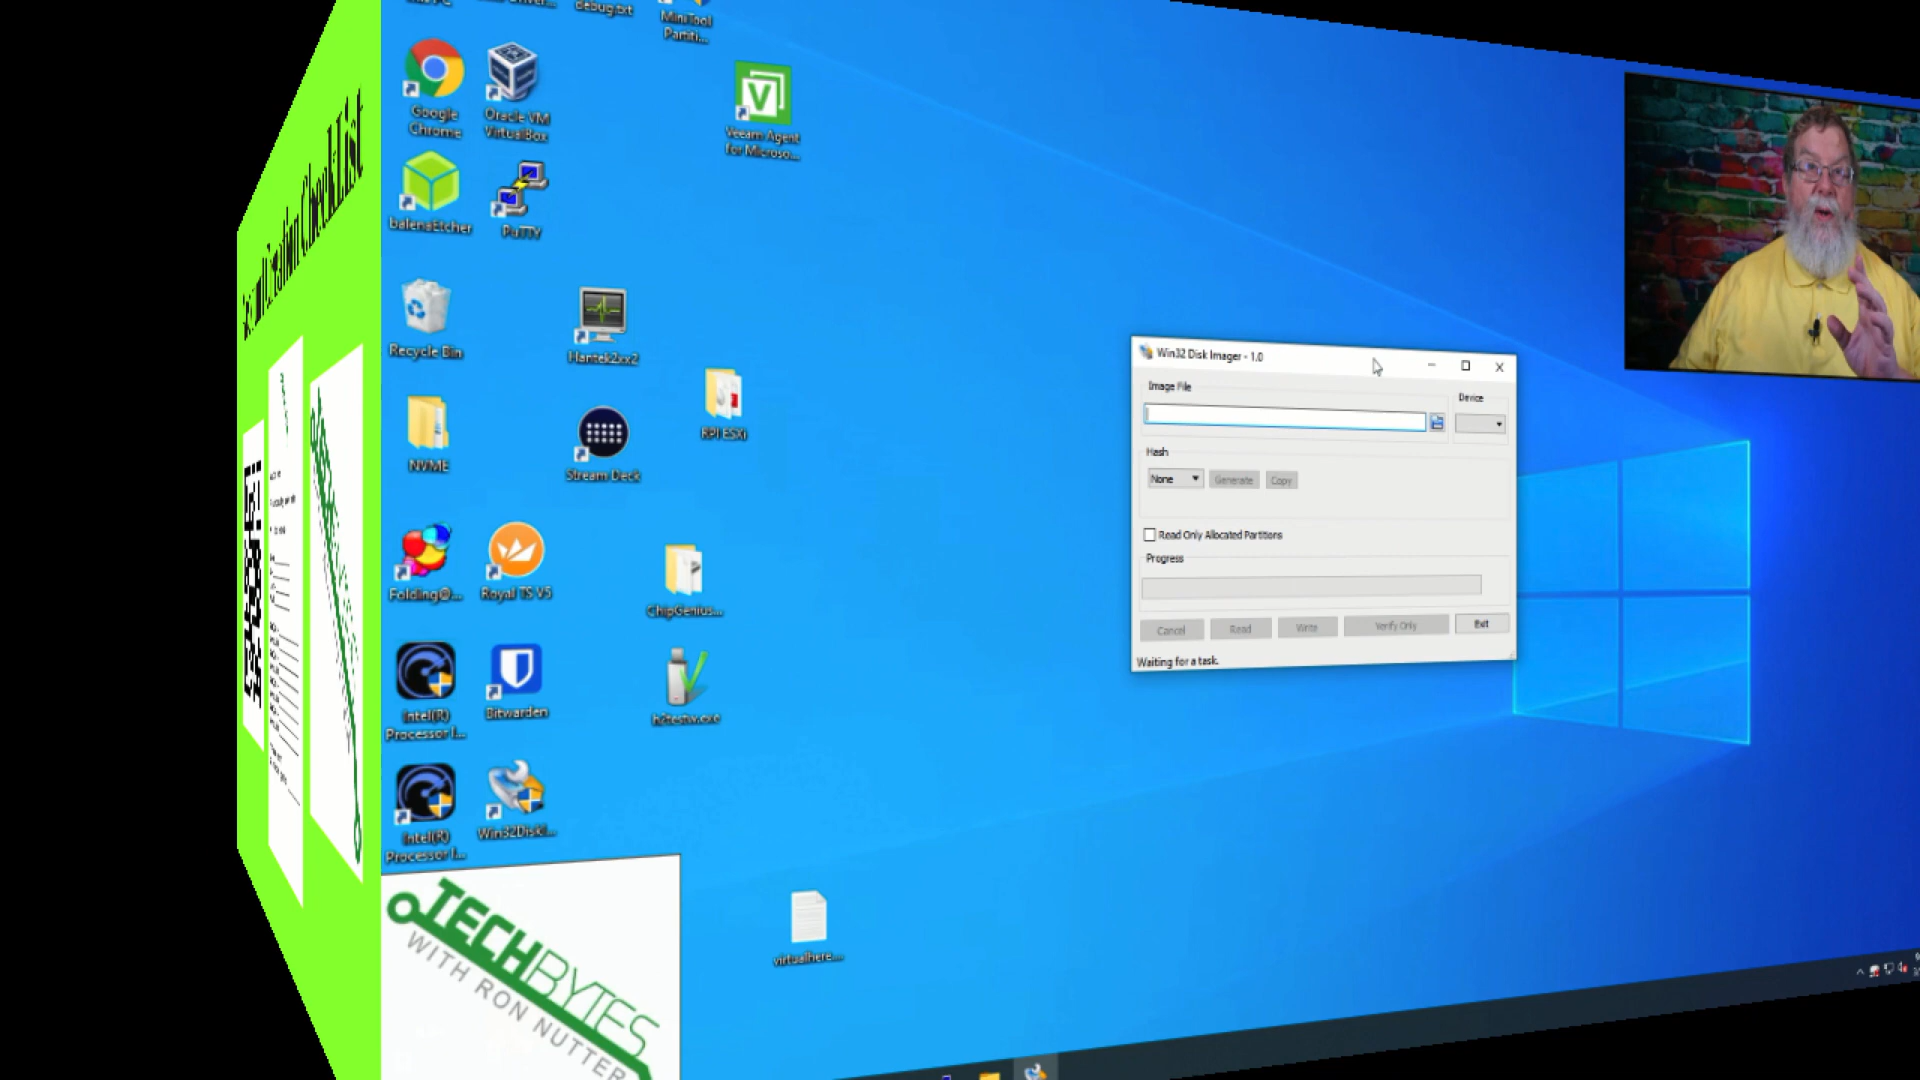 debug.txt
MiniTool
Partiti...
Google
Chrome
Oracle VM
VirtualBox
Veeam Agent
for Microso...
balenaEtcher
PuTTY
Recycle Bin
Hantek2xx2
NVME
Stream Deck
RPI ESXi
Folding@...
Royal TS V5
ChipGenius...
Intel(R)
Processor I...
Bitwarden
h2testw.exe
Intel(R)
Processor I...
Win32DiskI...
virtualhere...
TECHBYTES
WITH RON NUTTER
Creation CheckList
Win32 Disk Imager - 1.0
Image File
Device
Hash
None
Generate
Copy
Read Only Allocated Partitions
Progress
Cancel
Read
Write
Verify Only
Exit
Waiting for a task.